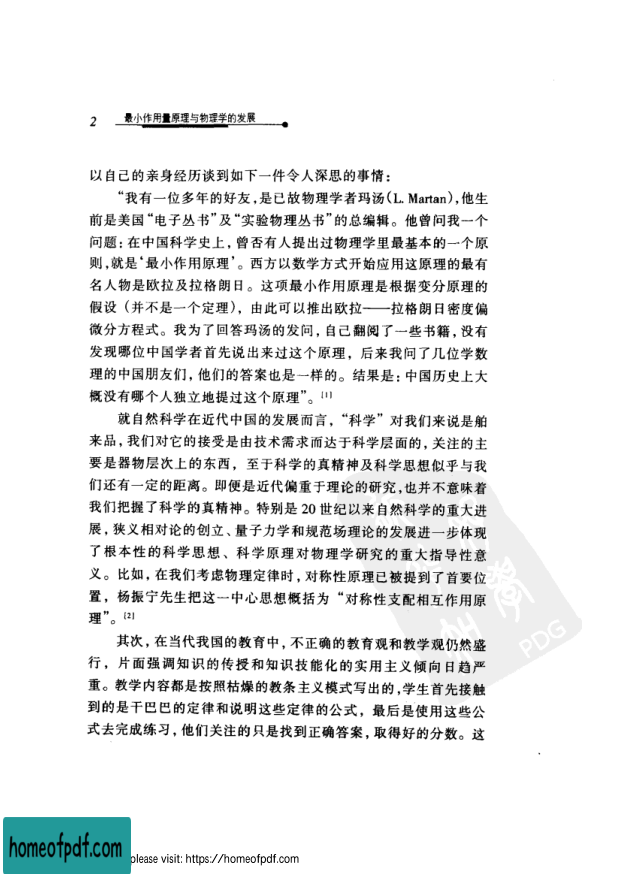 2 最小作用量原理与物理学的发展
以自己的亲身经历谈到如下一件令人深思的事情：
“我有一位多年的好友，是已故物理学者玛汤（L. Martan），他生
前是美国“电子丛书”及“实验物理丛书”的总编辑。他曾问我一个
问题：在中国科学史上，曾否有人提出过物理学里最基本的一个原
则，就是‘最小作用原理’。西方以数学方式开始应用这原理的最有
名人物是欧拉及拉格朗日。这项最小作用原理是根据变分原理的
假设（并不是一个定理），由此可以推出欧拉——拉格朗日密度偏
微分方程式。我为了回答玛汤的发问，自己翻阅了一些书籍，没有
发现哪位中国学者首先说出来过这个原理，后来我问了几位学数
理的中国朋友们，他们的答案也是一样的。结果是：中国历史上大
概没有哪个人独立地提过这个原理”。[1]
就自然科学在近代中国的发展而言，“科学”对我们来说是舶
来品，我们对它的接受是由技术需求而达于科学层面的，关注的主
要是器物层次上的东西，至于科学的真精神及科学思想似乎与我
们还有一定的距离。即便是近代偏重于理论的研究，也并不意味着
我们把握了科学的真精神。特别是 20 世纪以来自然科学的重大进
展，狭义相对论的创立、量子力学和规范场理论的发展进一步体现
了根本性的科学思想、科学原理对物理学研究的重大指导性意
义。比如，在我们考虑物理定律时，对称性原理已被提到了首要位
置，杨振宁先生把这一中心思想概括为“对称性支配相互作用原
理”。[2]
其次，在当代我国的教育中，不正确的教育观和教学观仍然盛
行，片面强调知识的传授和知识技能化的实用主义倾向日趋严
重。教学内容都是按照枯燥的教条主义模式写出的，学生首先接触
到的是干巴巴的定律和说明这些定律的公式，最后是使用这些公
式去完成练习，他们关注的只是找到正确答案，取得好的分数。这
PDG
homeofpdf.com
please visit: https://homeofpdf.com